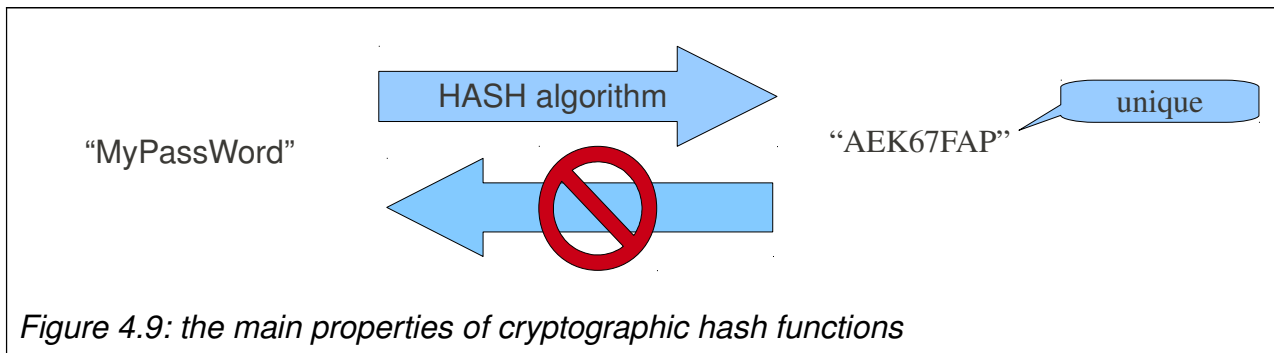 HASH algorithm
unique
“MyPassWord”
“AEK67FAP”
Figure 4.9: the main properties of cryptographic hash functions